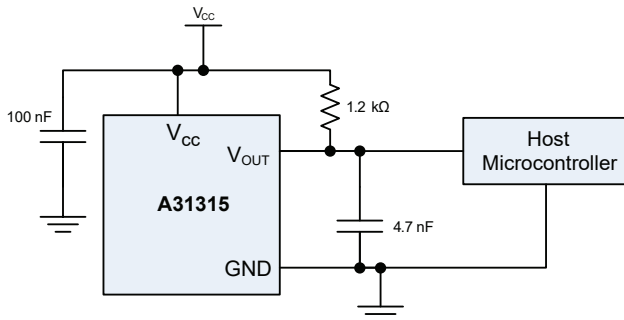 VCC
100 nF
1.2 kΩ
VCC
VOUT
Host
Microcontroller
A31315
4.7 nF
GND